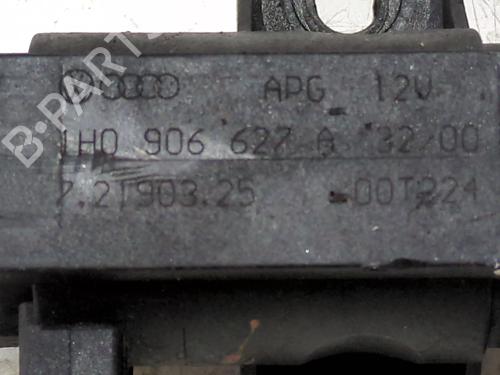 APG 12V
1H0 906 627 A 32/00
7.21903.25 00T224
B-PARTS